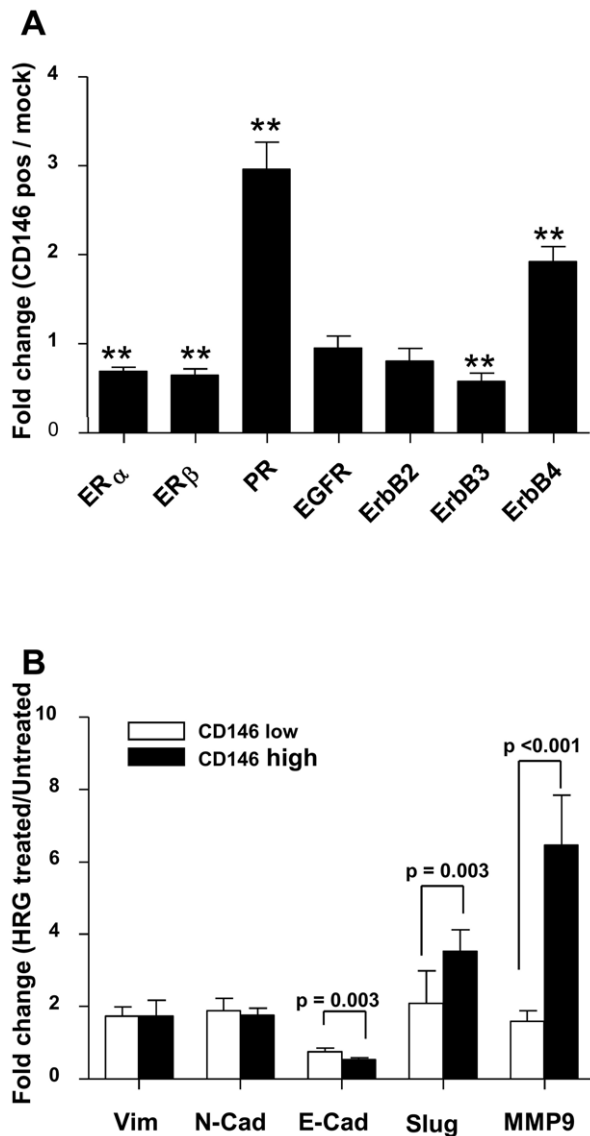 A
Fold change (CD146 pos / mock)
4
3
2
1
0
**
**
**
**
**
ERα
ERβ
PR
EGFR
ErbB2
ErbB3
ErbB4
B
Fold change (HRG treated/Untreated
10
8
6
4
2
0
CD146 low
CD146 high
p = 0.003
p = 0.003
p <0.001
Vim
N-Cad
E-Cad
Slug
MMP9